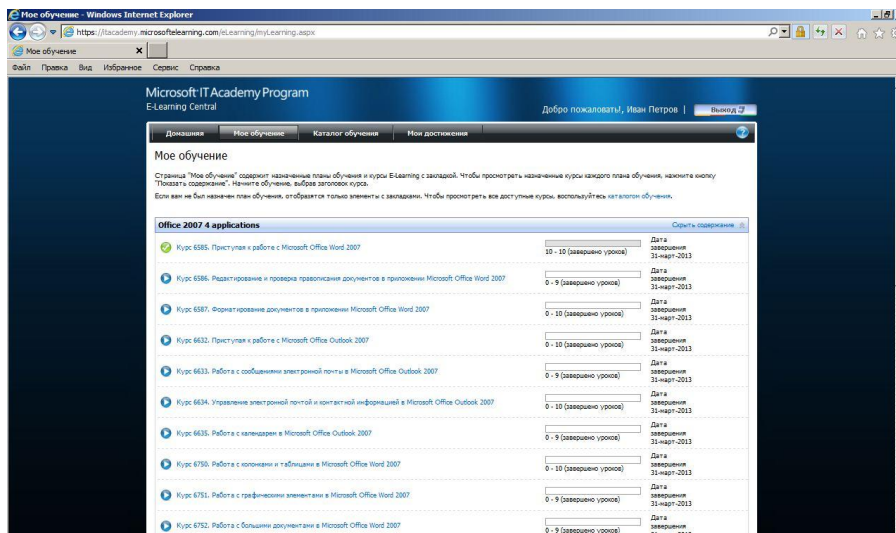 Мое обучение - Windows Internet Explorer
https://itacademy.microsoftelearning.com/eLearning/myLearning.aspx
Мое обучение
Файл Правка Вид Избранное Сервис Справка
Microsoft IT Academy Program
E-Learning Central
Добро пожаловать!, Иван Петров | Выход
Домашняя Мое обучение Каталог обучения Мои достижения
Мое обучение
Страница "Мое обучение" содержит назначенные планы обучения и курсы E-Learning с закладкой. Чтобы просмотреть назначенные курсы каждого плана обучения, нажмите кнопку
"Показать содержание". Начните обучение, выбрав заголовок курса.
Если вам не был назначен план обучения, отобразятся только элементы с закладками. Чтобы просмотреть все доступные курсы, воспользуйтесь каталогом обучения.
Office 2007 4 applications Скрыть содержание
Курс 6585. Приступая к работе с Microsoft Office Word 2007
10 - 10 (завершено уроков)
Дата
завершения
31-март-2013
Курс 6586. Редактирование и проверка правописания документов в приложении Microsoft Office Word 2007
0 - 9 (завершено уроков)
Дата
завершения
31-март-2013
Курс 6587. Форматирование документов в приложении Microsoft Office Word 2007
0 - 10 (завершено уроков)
Дата
завершения
31-март-2013
Курс 6632. Приступая к работе с Microsoft Office Outlook 2007
0 - 10 (завершено уроков)
Дата
завершения
31-март-2013
Курс 6633. Работа с сообщениями электронной почты в Microsoft Office Outlook 2007
0 - 9 (завершено уроков)
Дата
завершения
31-март-2013
Курс 6634. Управление электронной почтой и контактной информацией в Microsoft Office Outlook 2007
0 - 10 (завершено уроков)
Дата
завершения
31-март-2013
Курс 6635. Работа с календарем в Microsoft Office Outlook 2007
0 - 9 (завершено уроков)
Дата
завершения
31-март-2013
Курс 6750. Работа с колонками и таблицами в Microsoft Office Word 2007
0 - 10 (завершено уроков)
Дата
завершения
31-март-2013
Курс 6751. Работа с графическими элементами в Microsoft Office Word 2007
0 - 9 (завершено уроков)
Дата
завершения
31-март-2013
Курс 6752. Работа с большими документами в Microsoft Office Word 2007
0 - 9 (завершено уроков)
Дата
завершения